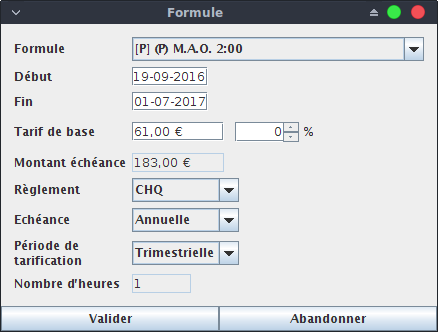 Formule
Formule [P] (P) M.A.O. 2:00
Début 19-09-2016
Fin 01-07-2017
Tarif de base 61,00 € 0 %
Montant échéance 183,00 €
Règlement CHQ
Echéance Annuelle
Période de
tarification Trimestrielle
Nombre d'heures 1
Valider Abandonner